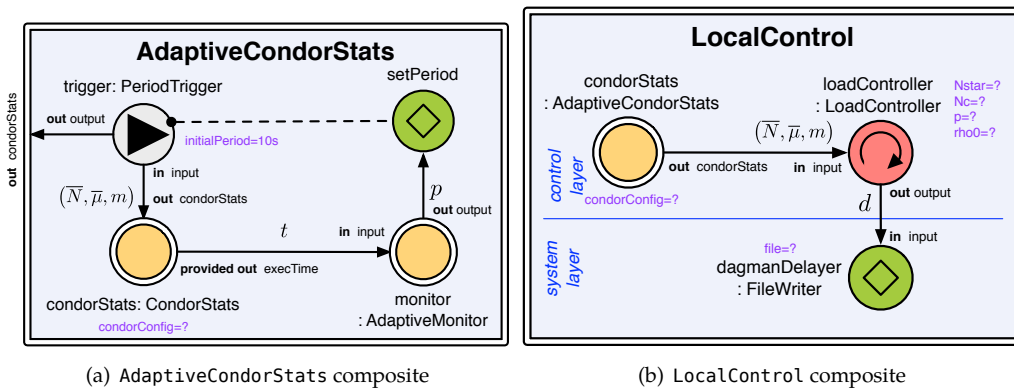 AdaptiveCondorStats
trigger: PeriodTrigger
setPeriod
out output
initialPeriod=10s
out condorStats
in input
(N̅, μ̅, m)
out condorStats
p
out output
t
in input
provided out execTime
condorStats: CondorStats
condorConfig=?
monitor
: AdaptiveMonitor
(a) AdaptiveCondorStats composite
LocalControl
condorStats
: AdaptiveCondorStats
loadController
: LoadController
Nstar=?
Nc=?
p=?
rho0=?
(N̅, μ̅, m)
out condorStats
in input
condorConfig=?
control
layer
out output
d
system
layer
in input
file=?
dagmanDelayer
: FileWriter
(b) LocalControl composite